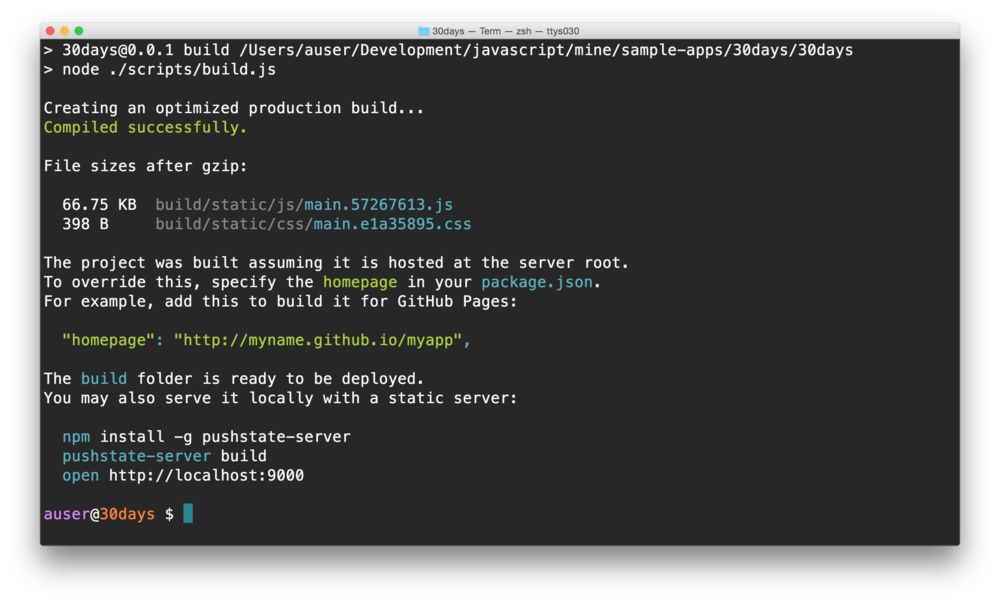 30days — Term — zsh — ttys030
> 30days@0.0.1 build /Users/auser/Development/javascript/mine/sample-apps/30days/30days
> node ./scripts/build.js
Creating an optimized production build...
Compiled successfully.
File sizes after gzip:
66.75 KB  build/static/js/main.57267613.js
398 B     build/static/css/main.e1a35895.css
The project was built assuming it is hosted at the server root.
To override this, specify the homepage in your package.json.
For example, add this to build it for GitHub Pages:
"homepage": "http://myname.github.io/myapp",
The build folder is ready to be deployed.
You may also serve it locally with a static server:
npm install -g pushstate-server
pushstate-server build
open http://localhost:9000
auser@30days $